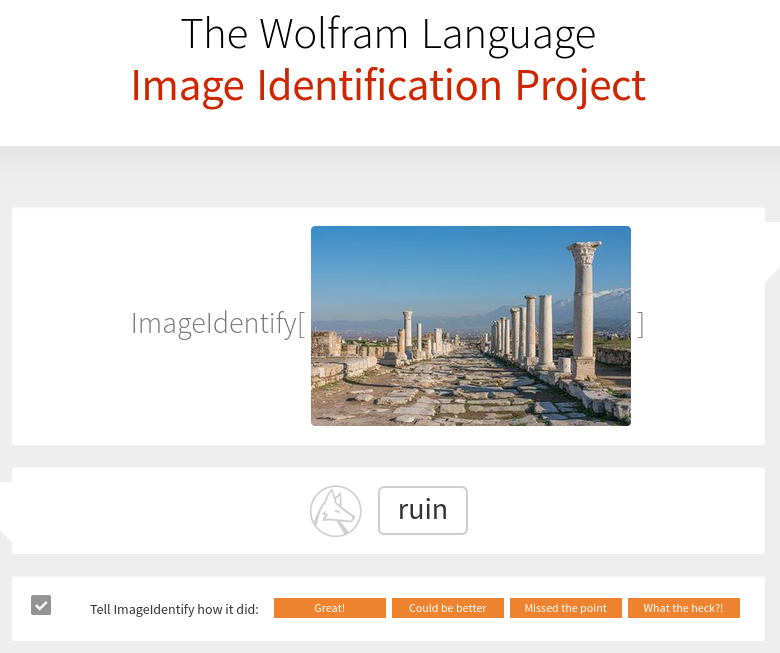 The Wolfram Language
Image Identification Project
ImageIdentify[ ]
ruin
Tell ImageIdentify how it did: Great! Could be better Missed the point What the heck?!